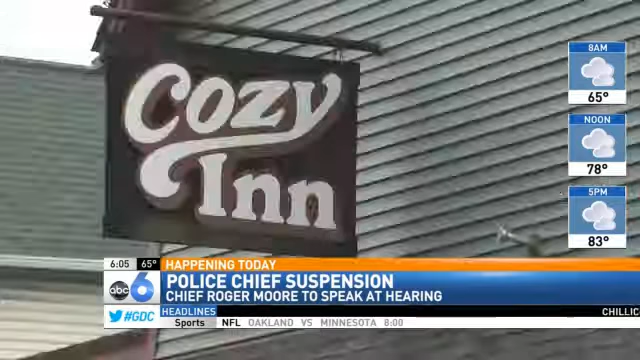 Cozy
Inn
8AM
65°
NOON
78°
5PM
83°
6:05 65° HAPPENING TODAY
abc 6 POLICE CHIEF SUSPENSION
CHIEF ROGER MOORE TO SPEAK AT HEARING
#GDC HEADLINES CHILLIC
Sports NFL OAKLAND VS MINNESOTA 8:00